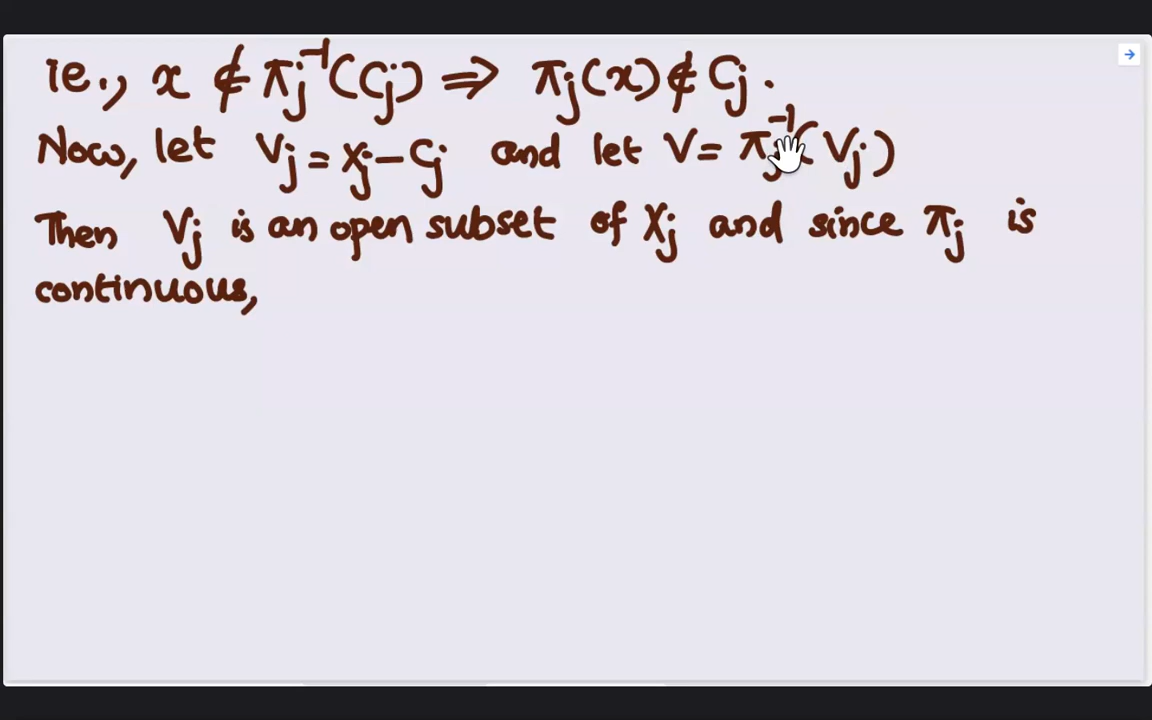 ie., x ∉ πj⁻¹(Cj) ⇒ πj(x) ∉ Cj.
Now, let Vj = Xj − Cj and let V = πj⁻¹(Vj)
Then Vj is an open subset of Xj and since πj is
continuous,